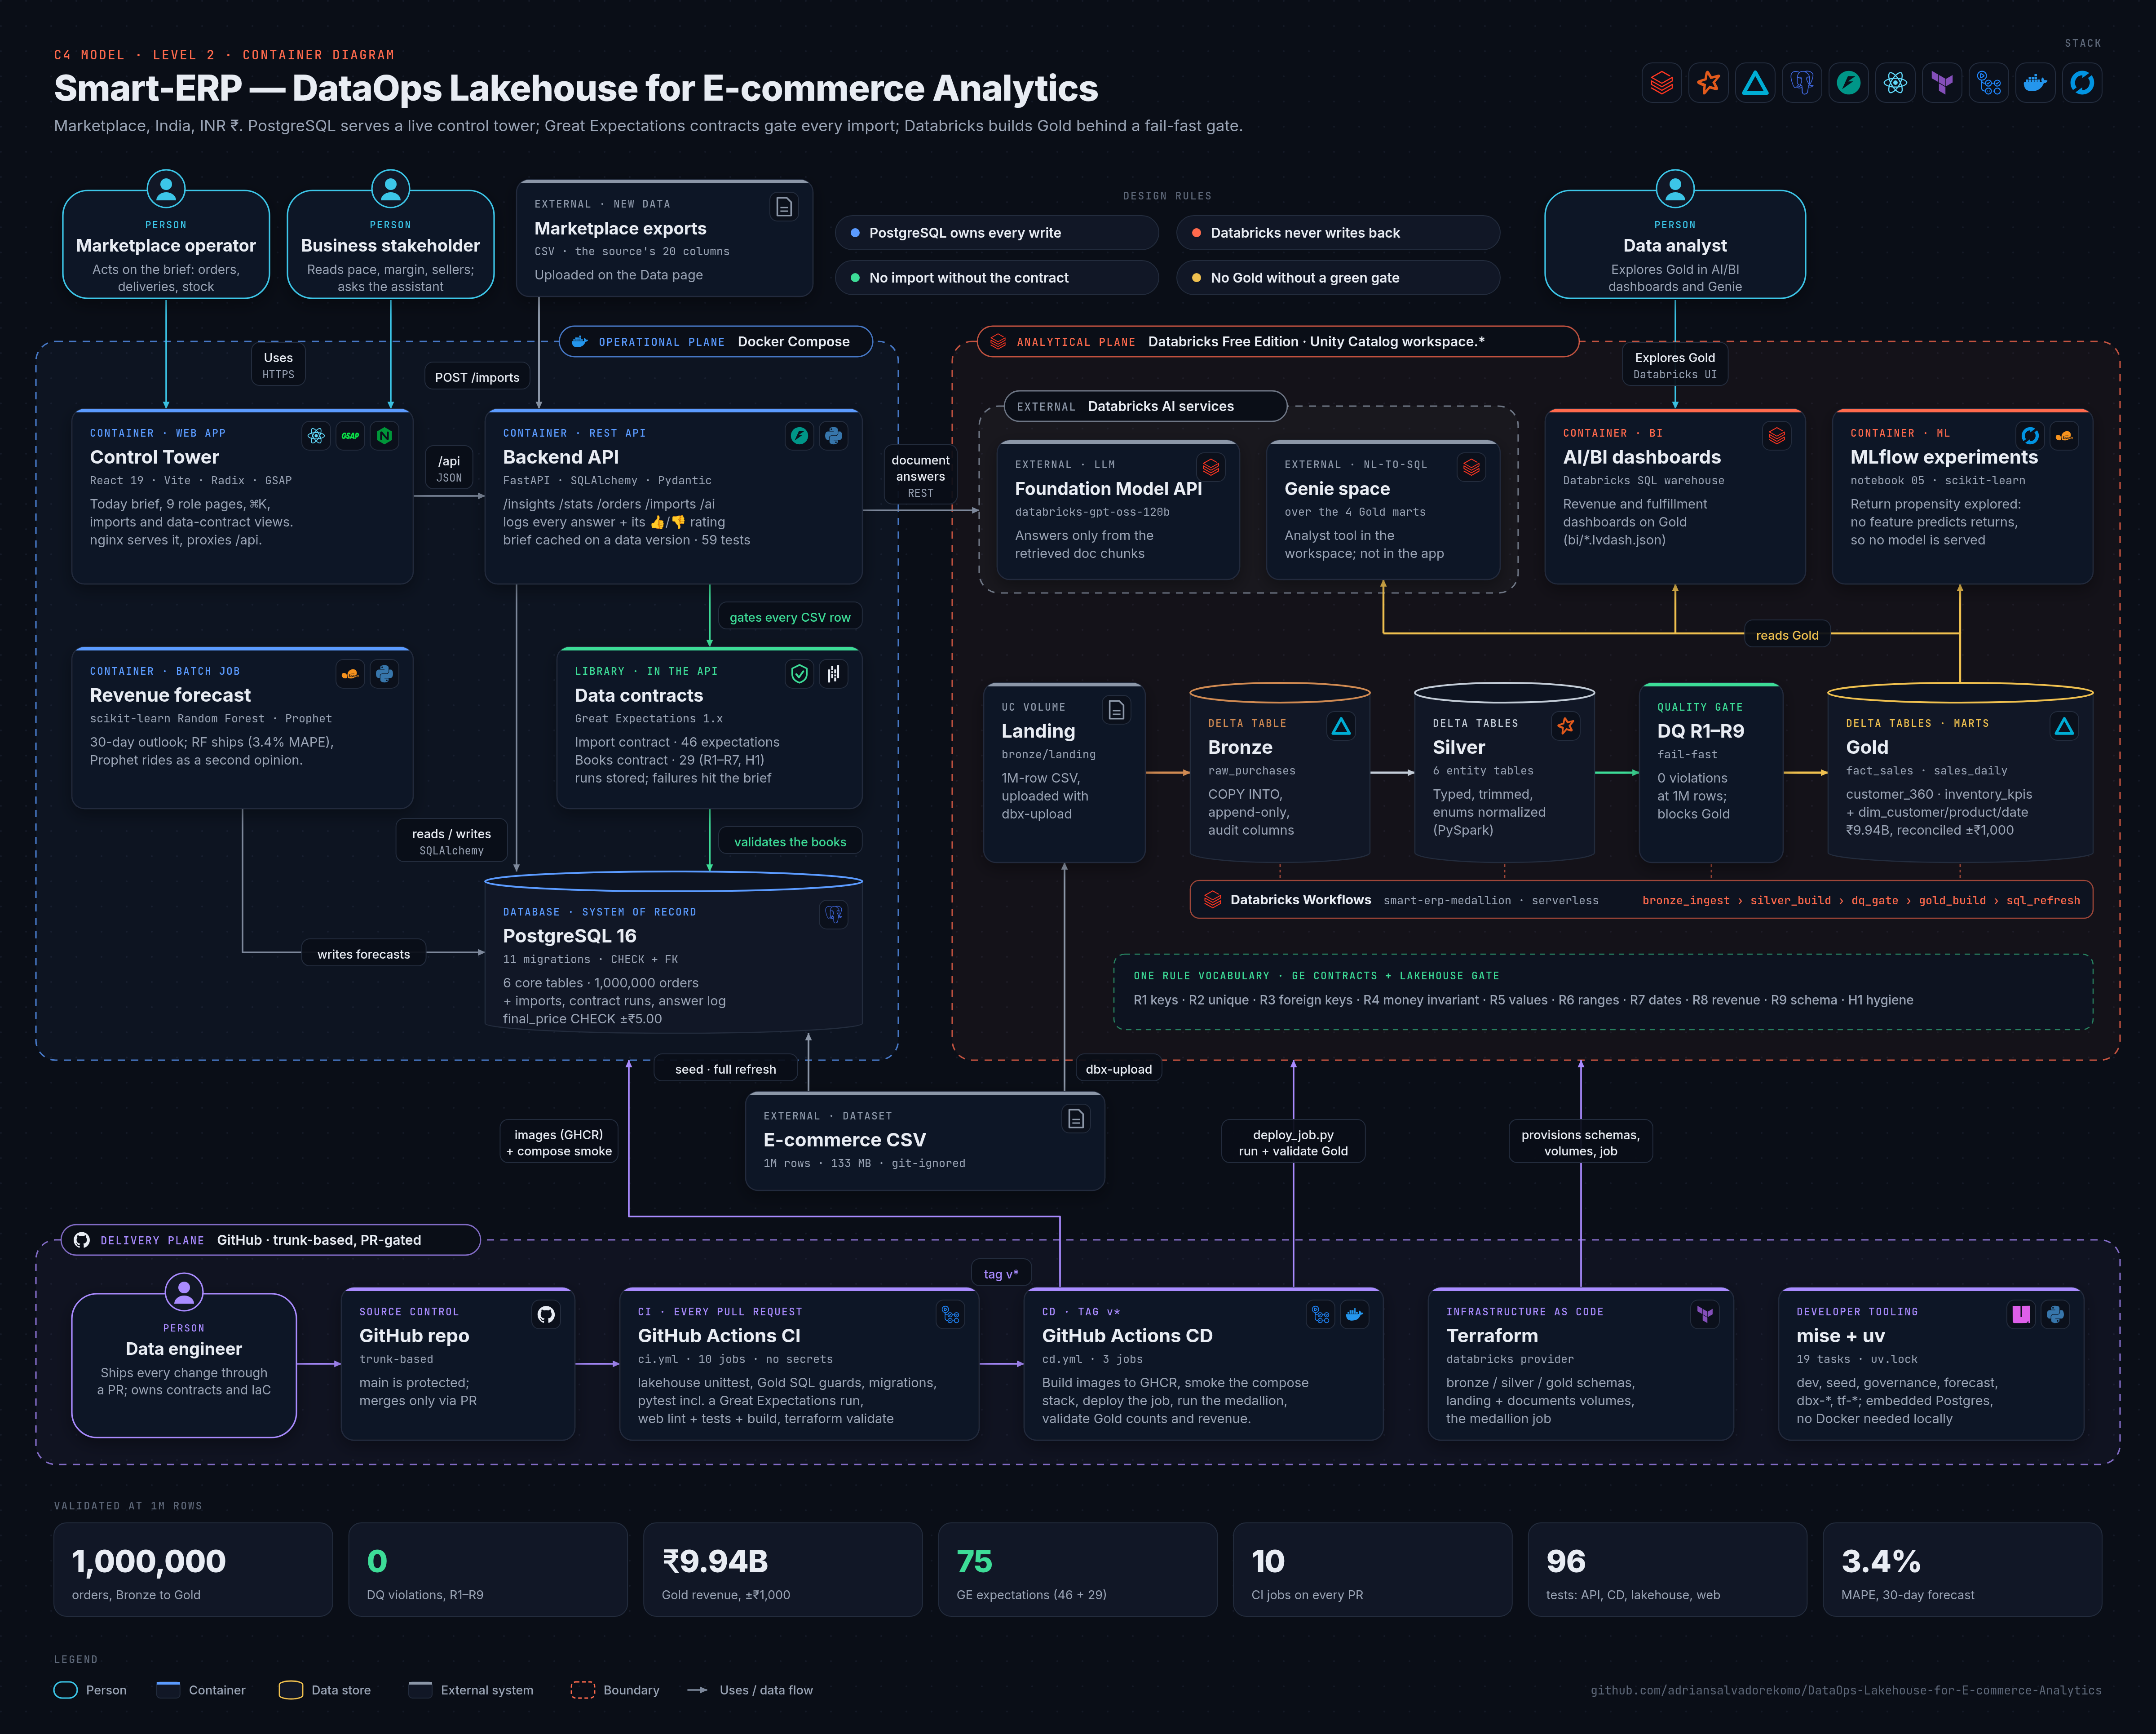 C4 MODEL · LEVEL 2 · CONTAINER DIAGRAM
Smart-ERP — DataOps Lakehouse for E-commerce Analytics
Marketplace, India, INR ₹. PostgreSQL serves a live control tower; Great Expectations contracts gate every import; Databricks builds Gold behind a fail-fast gate.
STACK
PERSON
Marketplace operator
Acts on the brief: orders,
deliveries, stock
PERSON
Business stakeholder
Reads pace, margin, sellers;
asks the assistant
EXTERNAL · NEW DATA
Marketplace exports
CSV · the source's 20 columns
Uploaded on the Data page
DESIGN RULES
PostgreSQL owns every write
Databricks never writes back
No import without the contract
No Gold without a green gate
PERSON
Data analyst
Explores Gold in AI/BI
dashboards and Genie
OPERATIONAL PLANE Docker Compose
Uses
HTTPS
POST /imports
CONTAINER · WEB APP
GSAP
Control Tower
React 19 · Vite · Radix · GSAP
Today brief, 9 role pages, ⌘K,
imports and data-contract views.
nginx serves it, proxies /api.
/api
JSON
CONTAINER · REST API
Backend API
FastAPI · SQLAlchemy · Pydantic
/insights /stats /orders /imports /ai
logs every answer + its 👍/👎 rating
brief cached on a data version · 59 tests
document
answers
REST
gates every CSV row
CONTAINER · BATCH JOB
Revenue forecast
scikit-learn Random Forest · Prophet
30-day outlook; RF ships (3.4% MAPE),
Prophet rides as a second opinion.
LIBRARY · IN THE API
Data contracts
Great Expectations 1.x
Import contract · 46 expectations
Books contract · 29 (R1–R7, H1)
runs stored; failures hit the brief
reads / writes
SQLAlchemy
validates the books
writes forecasts
DATABASE · SYSTEM OF RECORD
PostgreSQL 16
11 migrations · CHECK + FK
6 core tables · 1,000,000 orders
+ imports, contract runs, answer log
final_price CHECK ±₹5.00
ANALYTICAL PLANE Databricks Free Edition · Unity Catalog workspace.*
Explores Gold
Databricks UI
EXTERNAL Databricks AI services
EXTERNAL · LLM
Foundation Model API
databricks-gpt-oss-120b
Answers only from the
retrieved doc chunks
EXTERNAL · NL-TO-SQL
Genie space
over the 4 Gold marts
Analyst tool in the
workspace; not in the app
CONTAINER · BI
AI/BI dashboards
Databricks SQL warehouse
Revenue and fulfillment
dashboards on Gold
(bi/*.lvdash.json)
CONTAINER · ML
MLflow experiments
notebook 05 · scikit-learn
Return propensity explored:
no feature predicts returns,
so no model is served
reads Gold
UC VOLUME
Landing
bronze/landing
1M-row CSV,
uploaded with
dbx-upload
DELTA TABLE
Bronze
raw_purchases
COPY INTO,
append-only,
audit columns
DELTA TABLES
Silver
6 entity tables
Typed, trimmed,
enums normalized
(PySpark)
QUALITY GATE
DQ R1–R9
fail-fast
0 violations
at 1M rows;
blocks Gold
DELTA TABLES · MARTS
Gold
fact_sales · sales_daily
customer_360 · inventory_kpis
+ dim_customer/product/date
₹9.94B, reconciled ±₹1,000
Databricks Workflows smart-erp-medallion · serverless bronze_ingest › silver_build › dq_gate › gold_build › sql_refresh
ONE RULE VOCABULARY · GE CONTRACTS + LAKEHOUSE GATE
R1 keys · R2 unique · R3 foreign keys · R4 money invariant · R5 values · R6 ranges · R7 dates · R8 revenue · R9 schema · H1 hygiene
seed · full refresh
dbx-upload
EXTERNAL · DATASET
E-commerce CSV
1M rows · 133 MB · git-ignored
images (GHCR)
+ compose smoke
deploy_job.py
run + validate Gold
provisions schemas,
volumes, job
DELIVERY PLANE GitHub · trunk-based, PR-gated
tag v*
PERSON
Data engineer
Ships every change through
a PR; owns contracts and IaC
SOURCE CONTROL
GitHub repo
trunk-based
main is protected;
merges only via PR
CI · EVERY PULL REQUEST
GitHub Actions CI
ci.yml · 10 jobs · no secrets
lakehouse unittest, Gold SQL guards, migrations,
pytest incl. a Great Expectations run,
web lint + tests + build, terraform validate
CD · TAG v*
GitHub Actions CD
cd.yml · 3 jobs
Build images to GHCR, smoke the compose
stack, deploy the job, run the medallion,
validate Gold counts and revenue.
INFRASTRUCTURE AS CODE
Terraform
databricks provider
bronze / silver / gold schemas,
landing + documents volumes,
the medallion job
DEVELOPER TOOLING
mise + uv
19 tasks · uv.lock
dev, seed, governance, forecast,
dbx-*, tf-*; embedded Postgres,
no Docker needed locally
VALIDATED AT 1M ROWS
1,000,000
orders, Bronze to Gold
0
DQ violations, R1–R9
₹9.94B
Gold revenue, ±₹1,000
75
GE expectations (46 + 29)
10
CI jobs on every PR
96
tests: API, CD, lakehouse, web
3.4%
MAPE, 30-day forecast
LEGEND
Person
Container
Data store
External system
Boundary
Uses / data flow
github.com/adriansalvadorekomo/DataOps-Lakehouse-for-E-commerce-Analytics